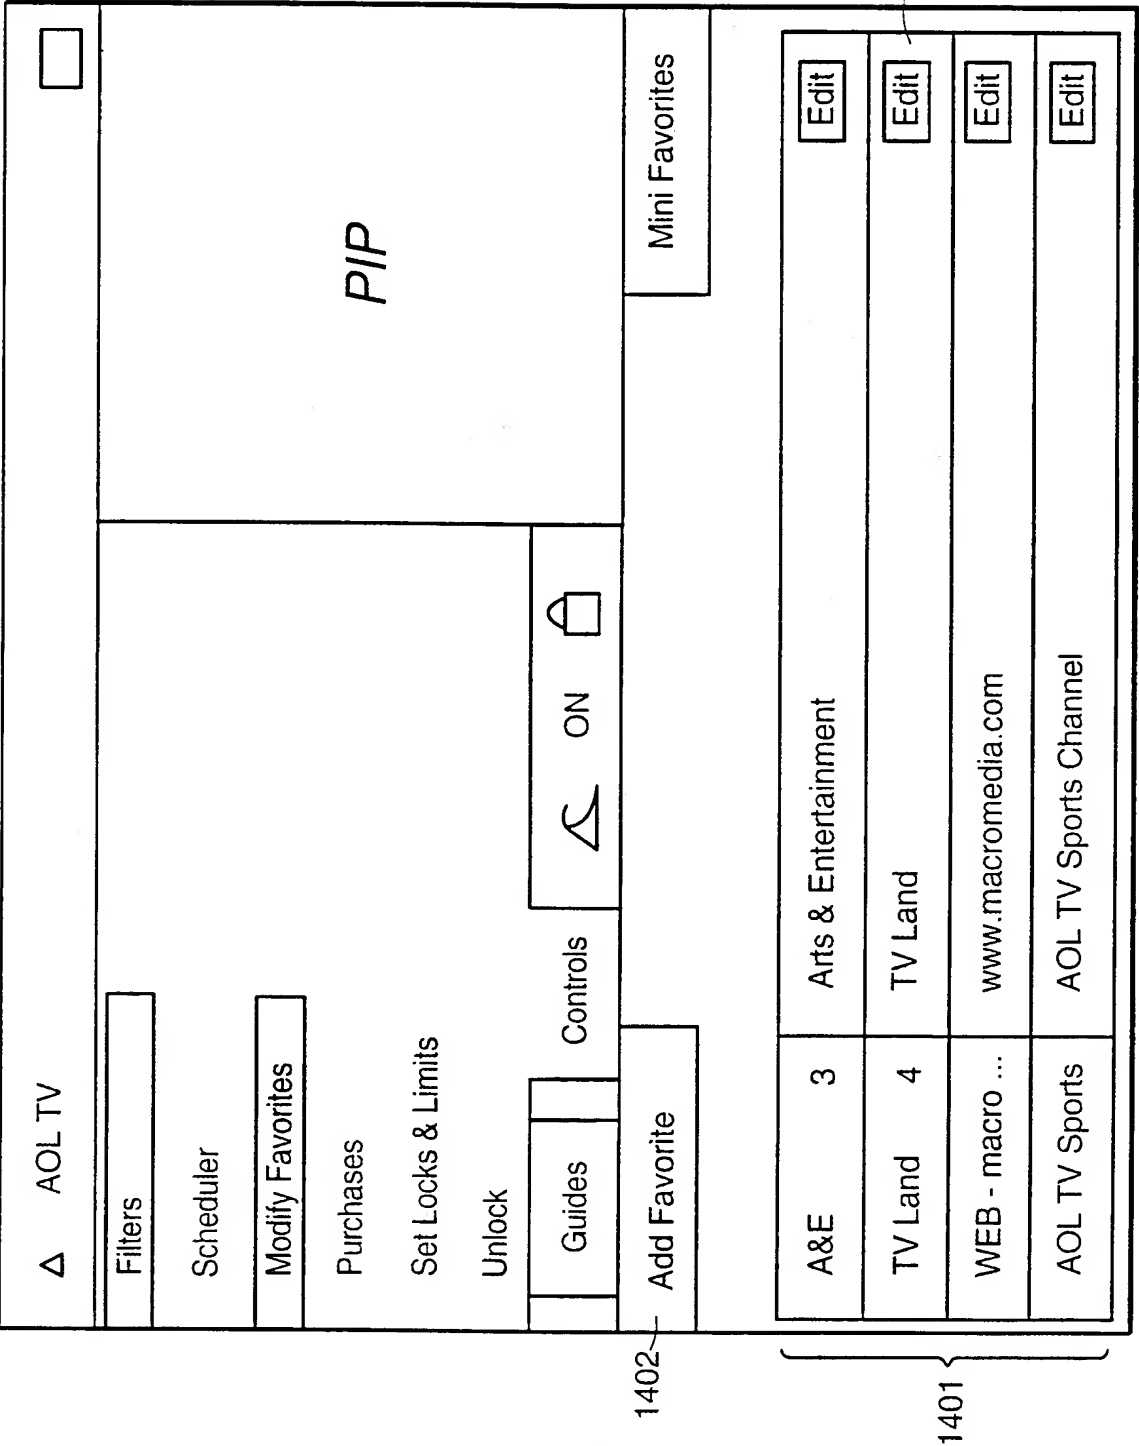 Δ AOL TV
Filters
Scheduler
Modify Favorites
Purchases
Set Locks & Limits
Unlock
PIP
Guides Controls ON
1402 Add Favorite Mini Favorites
1401
A&E 3 Arts & Entertainment Edit
TV Land 4 TV Land Edit
WEB - macro ... www.macromedia.com Edit
AOL TV Sports AOL TV Sports Channel Edit